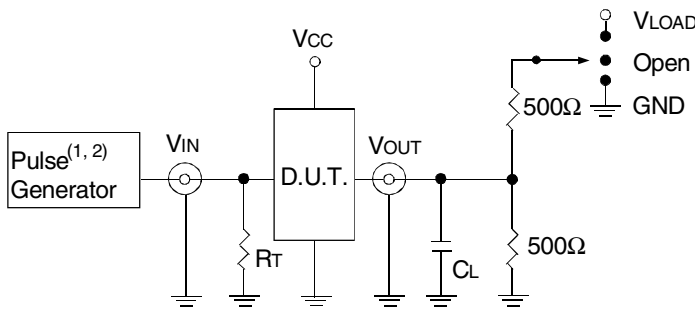 VLOAD
VCC
Open
500Ω
GND
Pulse(1, 2)
Generator
VIN
D.U.T.
VOUT
RT
CL
500Ω